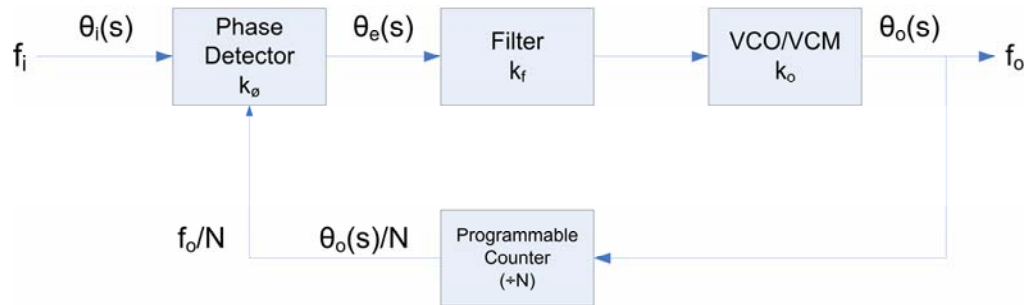 θi(s)
θe(s)
θo(s)
fi
Phase
Detector
kø
Filter
kf
VCO/VCM
ko
fo
fo/N
θo(s)/N
Programmable
Counter
(÷N)